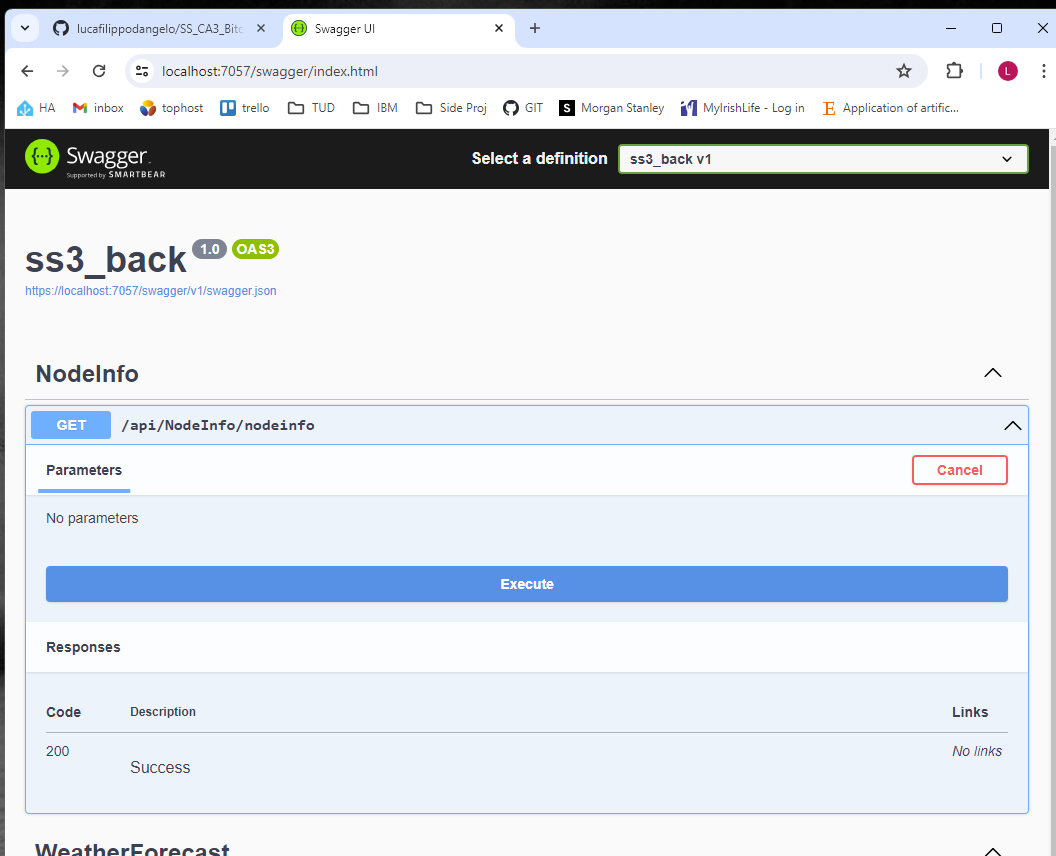 lucafilippodangelo/SS_CA3_Bitc
Swagger UI
localhost:7057/swagger/index.html
L
HA inbox tophost trello TUD IBM Side Proj GIT S Morgan Stanley MyIrishLife - Log in E Application of artific...
{···} Swagger.
Supported by SMARTBEAR
Select a definition ss3_back v1
ss3_back 1.0 OAS3
https://localhost:7057/swagger/v1/swagger.json
NodeInfo
GET /api/NodeInfo/nodeinfo
Parameters Cancel
No parameters
Execute
Responses
Code Description Links
200 Success No links
WeatherForecast